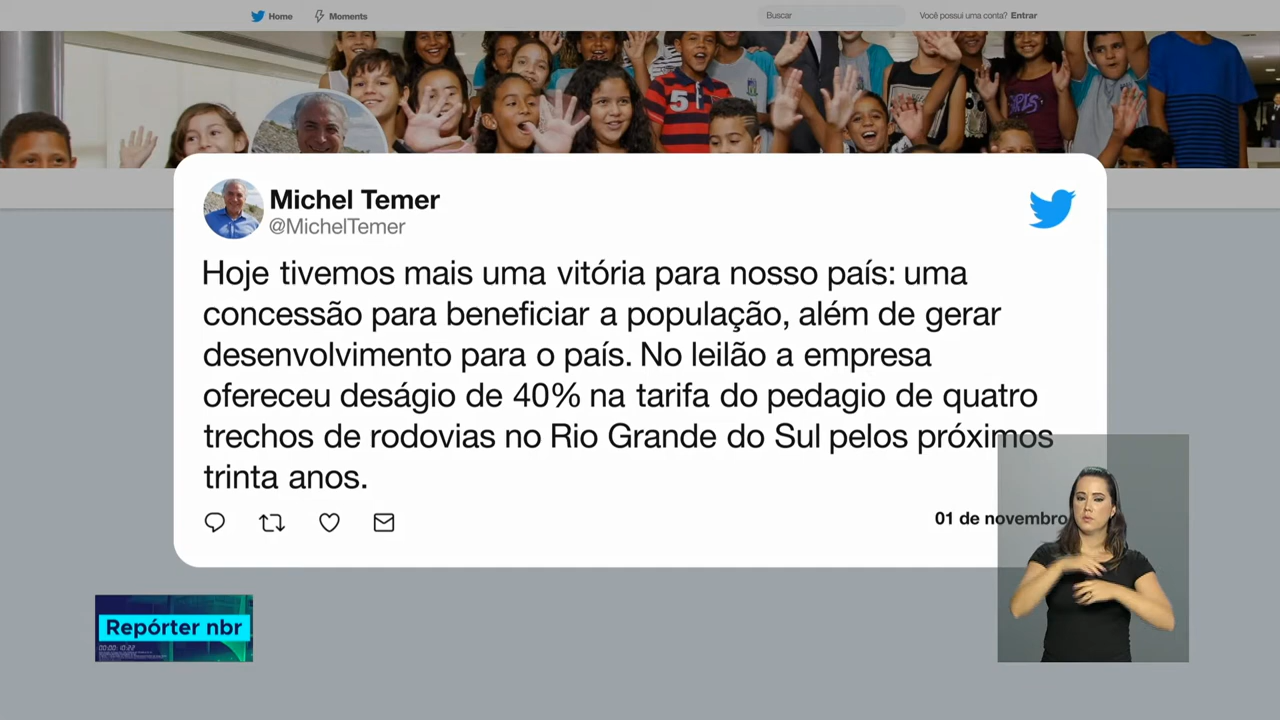 Home
Moments
Buscar
Você possui uma conta? Entrar
5
Michel Temer
@MichelTemer
Hoje tivemos mais uma vitória para nosso país: uma
concessão para beneficiar a população, além de gerar
desenvolvimento para o país. No leilão a empresa
ofereceu deságio de 40% na tarifa do pedagio de quatro
trechos de rodovias no Rio Grande do Sul pelos próximos
trinta anos.
01 de novembro
Repórter nbr